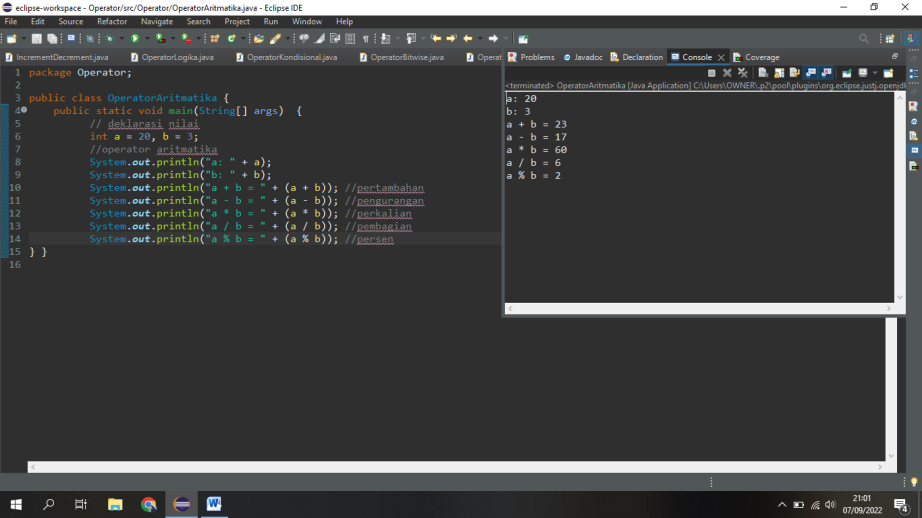 eclipse-workspace - Operator/src/Operator/OperatorAritmatika.java - Eclipse IDE
File Edit Source Refactor Navigate Search Project Run Window Help
IncrementDecrement.java OperatorLogika.java OperatorKondisional.java OperatorBitwise.java Operat
Problems Javadoc Declaration Console Coverage
<terminated> OperatorAritmatika [Java Application] C:\Users\OWNER\.p2\pool\plugins\org.eclipse.justj.openjdk
1 package Operator;
2
3 public class OperatorAritmatika {
4 public static void main(String[] args) {
5 // deklarasi nilai
6 int a = 20, b = 3;
7 //operator aritmatika
8 System.out.println("a: " + a);
9 System.out.println("b: " + b);
10 System.out.println("a + b = " + (a + b)); //pertambahan
11 System.out.println("a - b = " + (a - b)); //pengurangan
12 System.out.println("a * b = " + (a * b)); //perkalian
13 System.out.println("a / b = " + (a / b)); //pembagian
14 System.out.println("a % b = " + (a % b)); //persen
15 } }
16
a: 20
b: 3
a + b = 23
a - b = 17
a * b = 60
a / b = 6
a % b = 2
21:01
07/09/2022
4